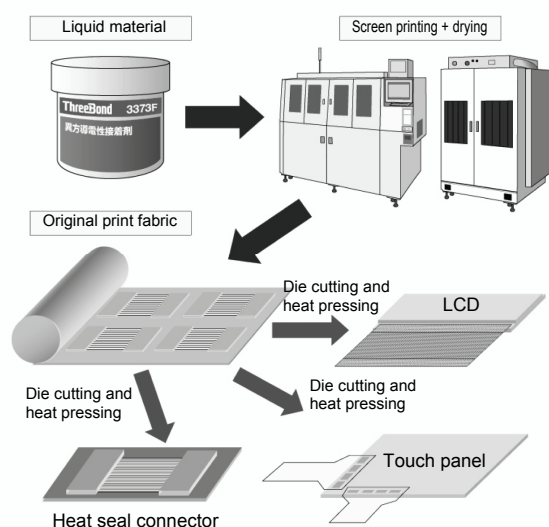 Liquid material
Screen printing + drying
ThreeBond 3373F
異方導電性接着剤
Original print fabric
Die cutting and
heat pressing
LCD
Die cutting and
heat pressing
Die cutting and
heat pressing
Touch panel
Heat seal connector